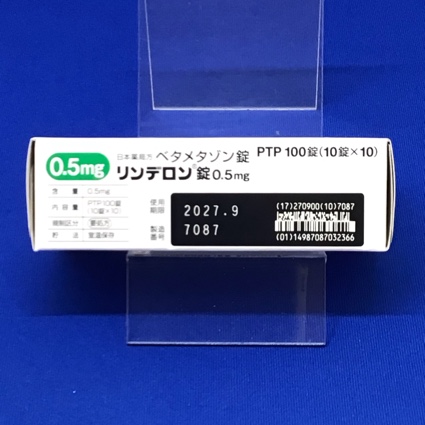 0.5mg
日本薬局方 ベタメタゾン錠 PTP 100錠(10錠×10)
リンデロン®錠0.5mg
含量 0.5mg
内容量 PTP100錠
(10錠×10)
規制区分 要処方
貯法 室温保存
使用
期限 2027.9
製造
番号 7087
(17)270900(10)7087
(01)14987087032366